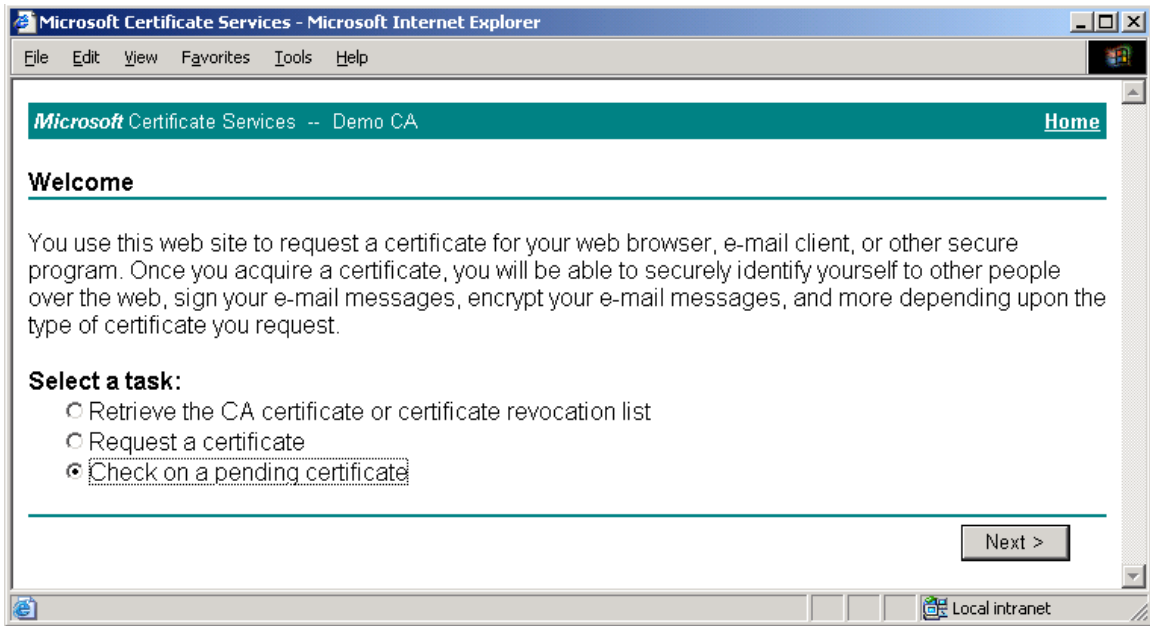 Microsoft Certificate Services - Microsoft Internet Explorer
File Edit View Favorites Tools Help
Microsoft Certificate Services -- Demo CA Home
Welcome
You use this web site to request a certificate for your web browser, e-mail client, or other secure
program. Once you acquire a certificate, you will be able to securely identify yourself to other people
over the web, sign your e-mail messages, encrypt your e-mail messages, and more depending upon the
type of certificate you request.
Select a task:
Retrieve the CA certificate or certificate revocation list
Request a certificate
Check on a pending certificate
Next >
Local intranet